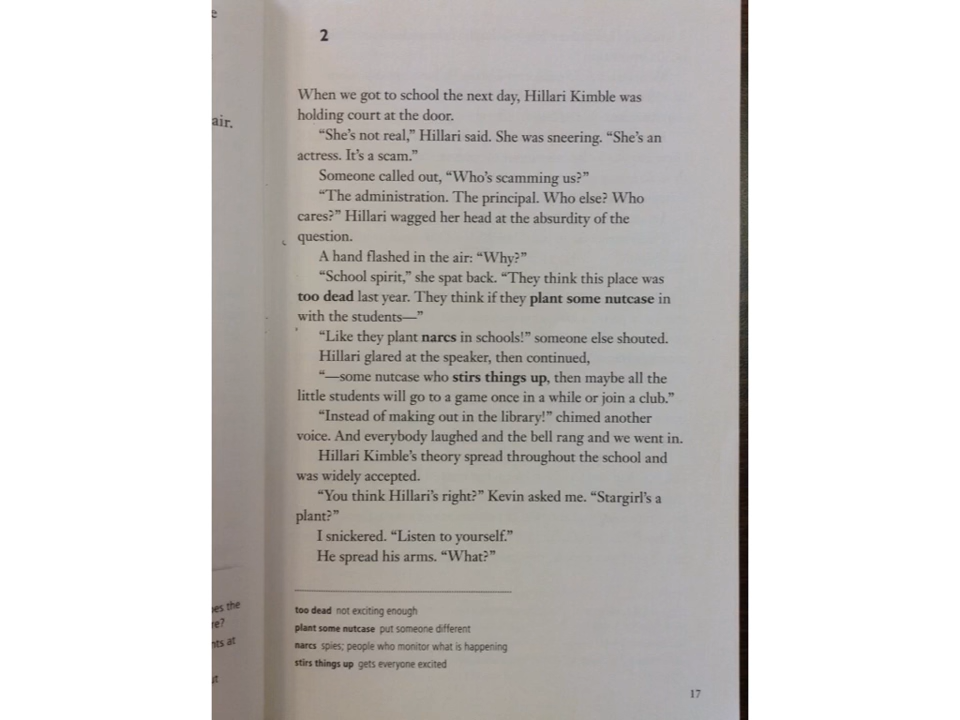 e
air.
es the
re?
nts at
ut
2
When we got to school the next day, Hillari Kimble was
holding court at the door.
“She’s not real,” Hillari said. She was sneering. “She’s an
actress. It’s a scam.”
Someone called out, “Who’s scamming us?”
“The administration. The principal. Who else? Who
cares?” Hillari wagged her head at the absurdity of the
question.
A hand flashed in the air: “Why?”
“School spirit,” she spat back. “They think this place was
too dead last year. They think if they plant some nutcase in
with the students—”
“Like they plant narcs in schools!” someone else shouted.
Hillari glared at the speaker, then continued,
“—some nutcase who stirs things up, then maybe all the
little students will go to a game once in a while or join a club.”
“Instead of making out in the library!” chimed another
voice. And everybody laughed and the bell rang and we went in.
Hillari Kimble’s theory spread throughout the school and
was widely accepted.
“You think Hillari’s right?” Kevin asked me. “Stargirl’s a
plant?”
I snickered. “Listen to yourself.”
He spread his arms. “What?”
too dead not exciting enough
plant some nutcase put someone different
narcs spies; people who monitor what is happening
stirs things up gets everyone excited
17